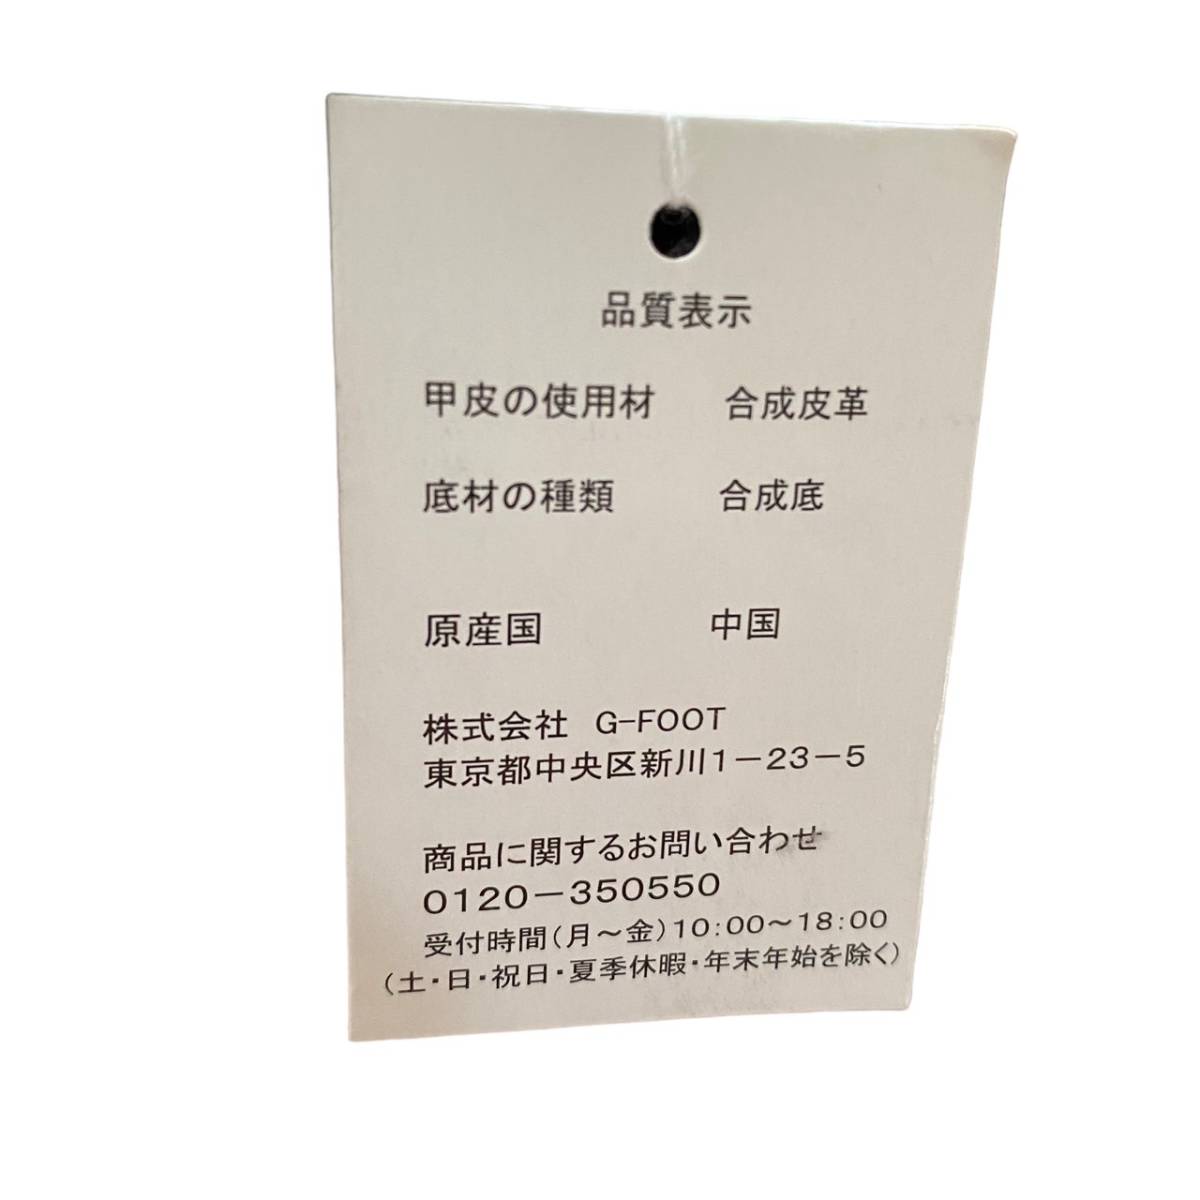 品質表示
甲皮の使用材 合成皮革
底材の種類 合成底
原産国 中国
株式会社 G-FOOT
東京都中央区新川1-23-5
商品に関するお問い合わせ
0120-350550
受付時間(月～金)10:00～18:00
(土・日・祝日・夏季休暇・年末年始を除く)